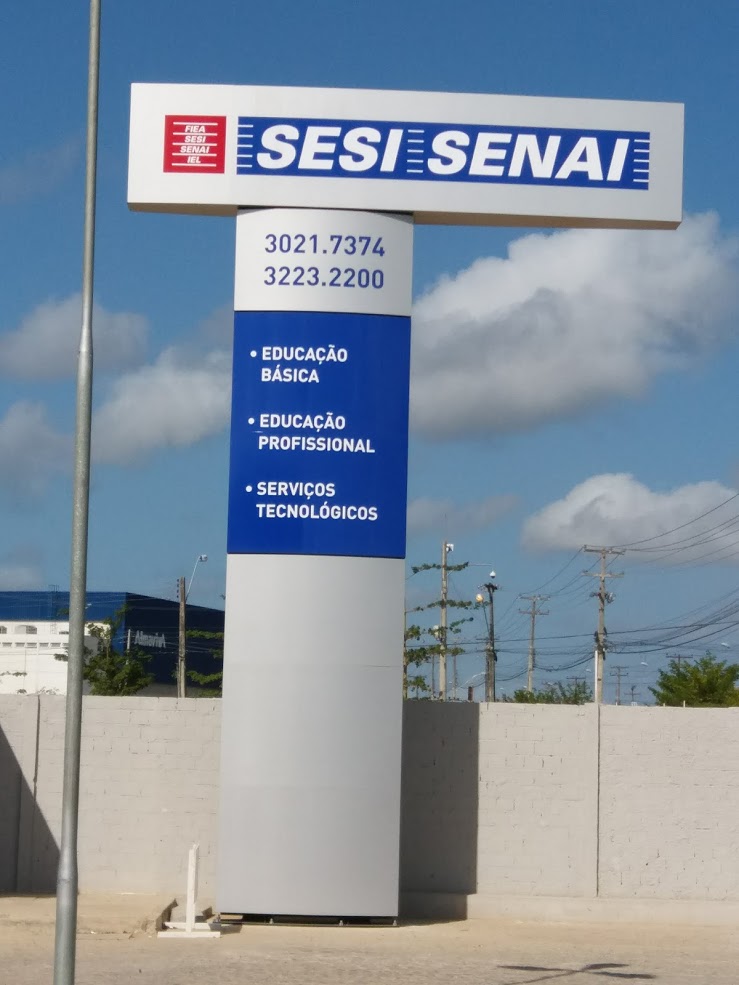 FIEA
SESI
SENAI
IEL
SESI SENAI
3021.7374
3223.2200
• EDUCAÇÃO
BÁSICA
• EDUCAÇÃO
PROFISSIONAL
• SERVIÇOS
TECNOLÓGICOS